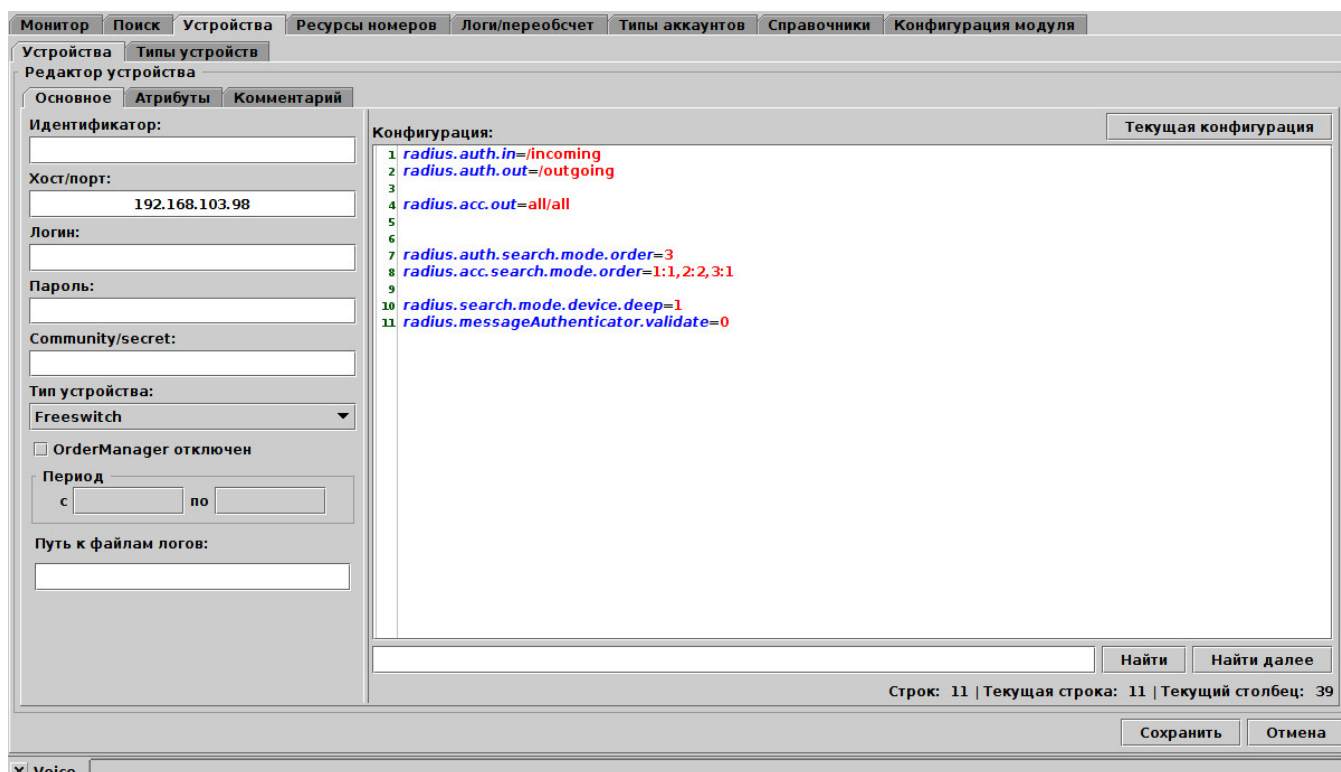 Монитор Поиск Устройства Ресурсы номеров Логи/переобсчет Типы аккаунтов Справочники Конфигурация модуля
Устройства Типы устройств
Редактор устройства
Основное Атрибуты Комментарий
Идентификатор:
Хост/порт:
192.168.103.98
Логин:
Пароль:
Community/secret:
Тип устройства:
Freeswitch
OrderManager отключен
Период
с по
Путь к файлам логов:
Конфигурация: Текущая конфигурация
1 radius.auth.in=/incoming
2 radius.auth.out=/outgoing
3
4 radius.acc.out=all/all
5
6
7 radius.auth.search.mode.order=3
8 radius.acc.search.mode.order=1:1,2:2,3:1
9
10 radius.search.mode.device.deep=1
11 radius.messageAuthenticator.validate=0
Найти Найти далее
Строк: 11 | Текущая строка: 11 | Текущий столбец: 39
Сохранить Отмена
X Voice